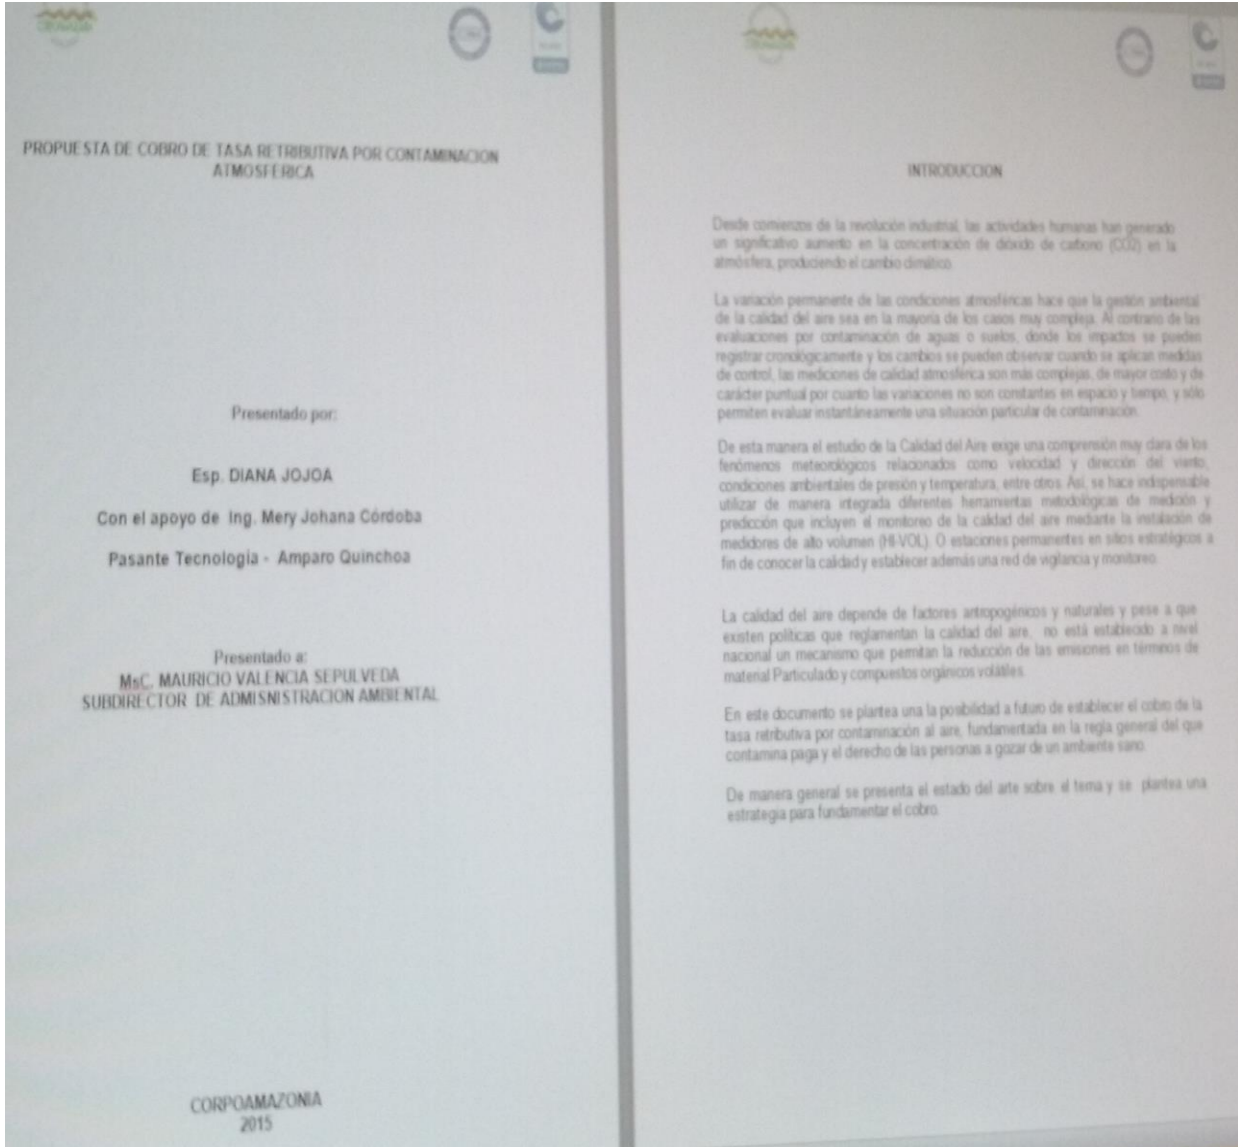 PROPUESTA DE COBRO DE TASA RETRIBUTIVA POR CONTAMINACION
ATMOSFERICA
Presentado por:
Esp. DIANA JOJOA
Con el apoyo de Ing. Mery Johana Córdoba
Pasante Tecnología - Amparo Quinchoa
Presentado a:
MsC. MAURICIO VALENCIA SEPULVEDA
SUBDIRECTOR DE ADMISNISTRACION AMBIENTAL
CORPOAMAZONIA
2015
INTRODUCCION
Desde comienzos de la revolución industrial, las actividades humanas han generado
un significativo aumento en la concentración de dióxido de carbono (CO2) en la
atmósfera, produciendo el cambio climático.
La variación permanente de las condiciones atmosféricas hace que la gestión ambiental
de la calidad del aire sea en la mayoría de los casos muy compleja. Al contrario de las
evaluaciones por contaminación de aguas o suelos, donde los impactos se pueden
registrar cronológicamente y los cambios se pueden observar cuando se aplican medidas
de control, las mediciones de calidad atmosférica son más complejas, de mayor costo y de
carácter puntual por cuanto las variaciones no son constantes en espacio y tiempo, y sólo
permiten evaluar instantáneamente una situación particular de contaminación.
De esta manera el estudio de la Calidad del Aire exige una comprensión muy clara de los
fenómenos meteorológicos relacionados como velocidad y dirección del viento,
condiciones ambientales de presión y temperatura, entre otros. Así, se hace indispensable
utilizar de manera integrada diferentes herramientas metodológicas de medición y
predicción que incluyen el monitoreo de la calidad del aire mediante la instalación de
medidores de alto volumen (HI-VOL). O estaciones permanentes en sitios estratégicos a
fin de conocer la calidad y establecer además una red de vigilancia y monitoreo.
La calidad del aire depende de factores antropogénicos y naturales y pese a que
existen políticas que reglamentan la calidad del aire, no está establecido a nivel
nacional un mecanismo que permitan la reducción de las emisiones en términos de
material Particulado y compuestos orgánicos volátiles.
En este documento se plantea una la posibilidad a futuro de establecer el cobro de la
tasa retributiva por contaminación al aire, fundamentada en la regla general del que
contamina paga y el derecho de las personas a gozar de un ambiente sano.
De manera general se presenta el estado del arte sobre el tema y se plantea una
estrategia para fundamentar el cobro.